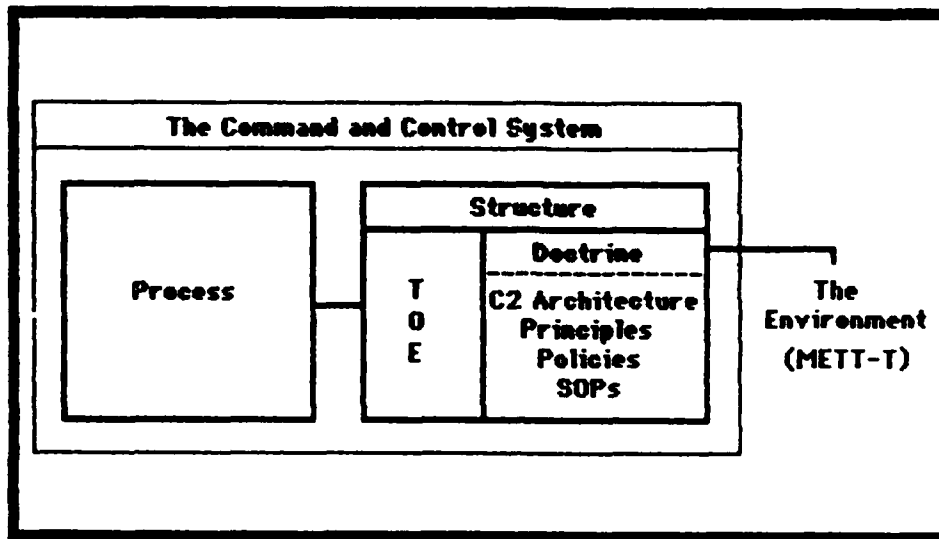 The Command and Control System
Structure
Process
T
O
E
Doctrine
C2 Architecture
Principles
Policies
SOPs
The
Environment
(METT-T)